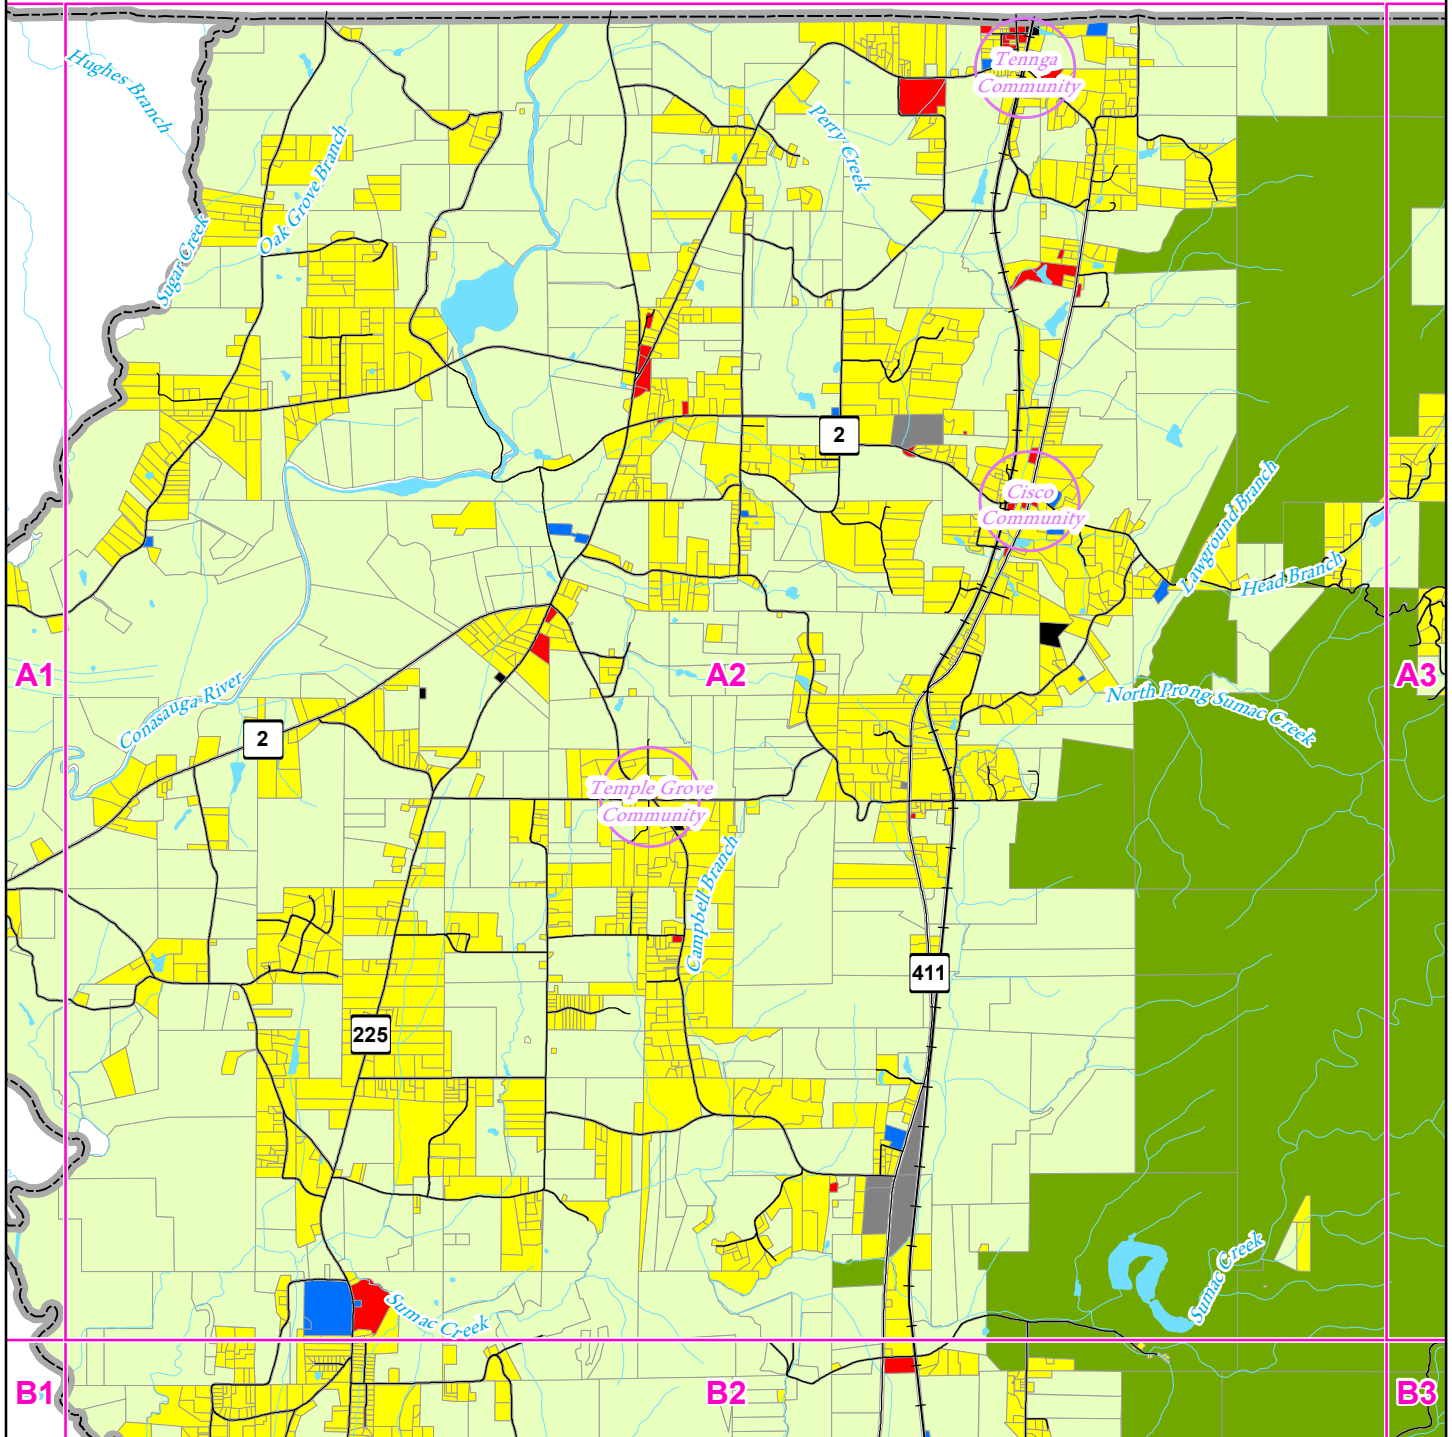 Hughes Branch
Tennga
Community
Perry Creek
Oak Grove Branch
Sugar Creek
2
Cisco
Community
Lawground Branch
Head Branch
A1
A2
A3
Conasauga River
North Prong Sumac Creek
2
Temple Grove
Community
Campbell Branch
411
225
Sumac Creek
Sumac Creek
B1
B2
B3